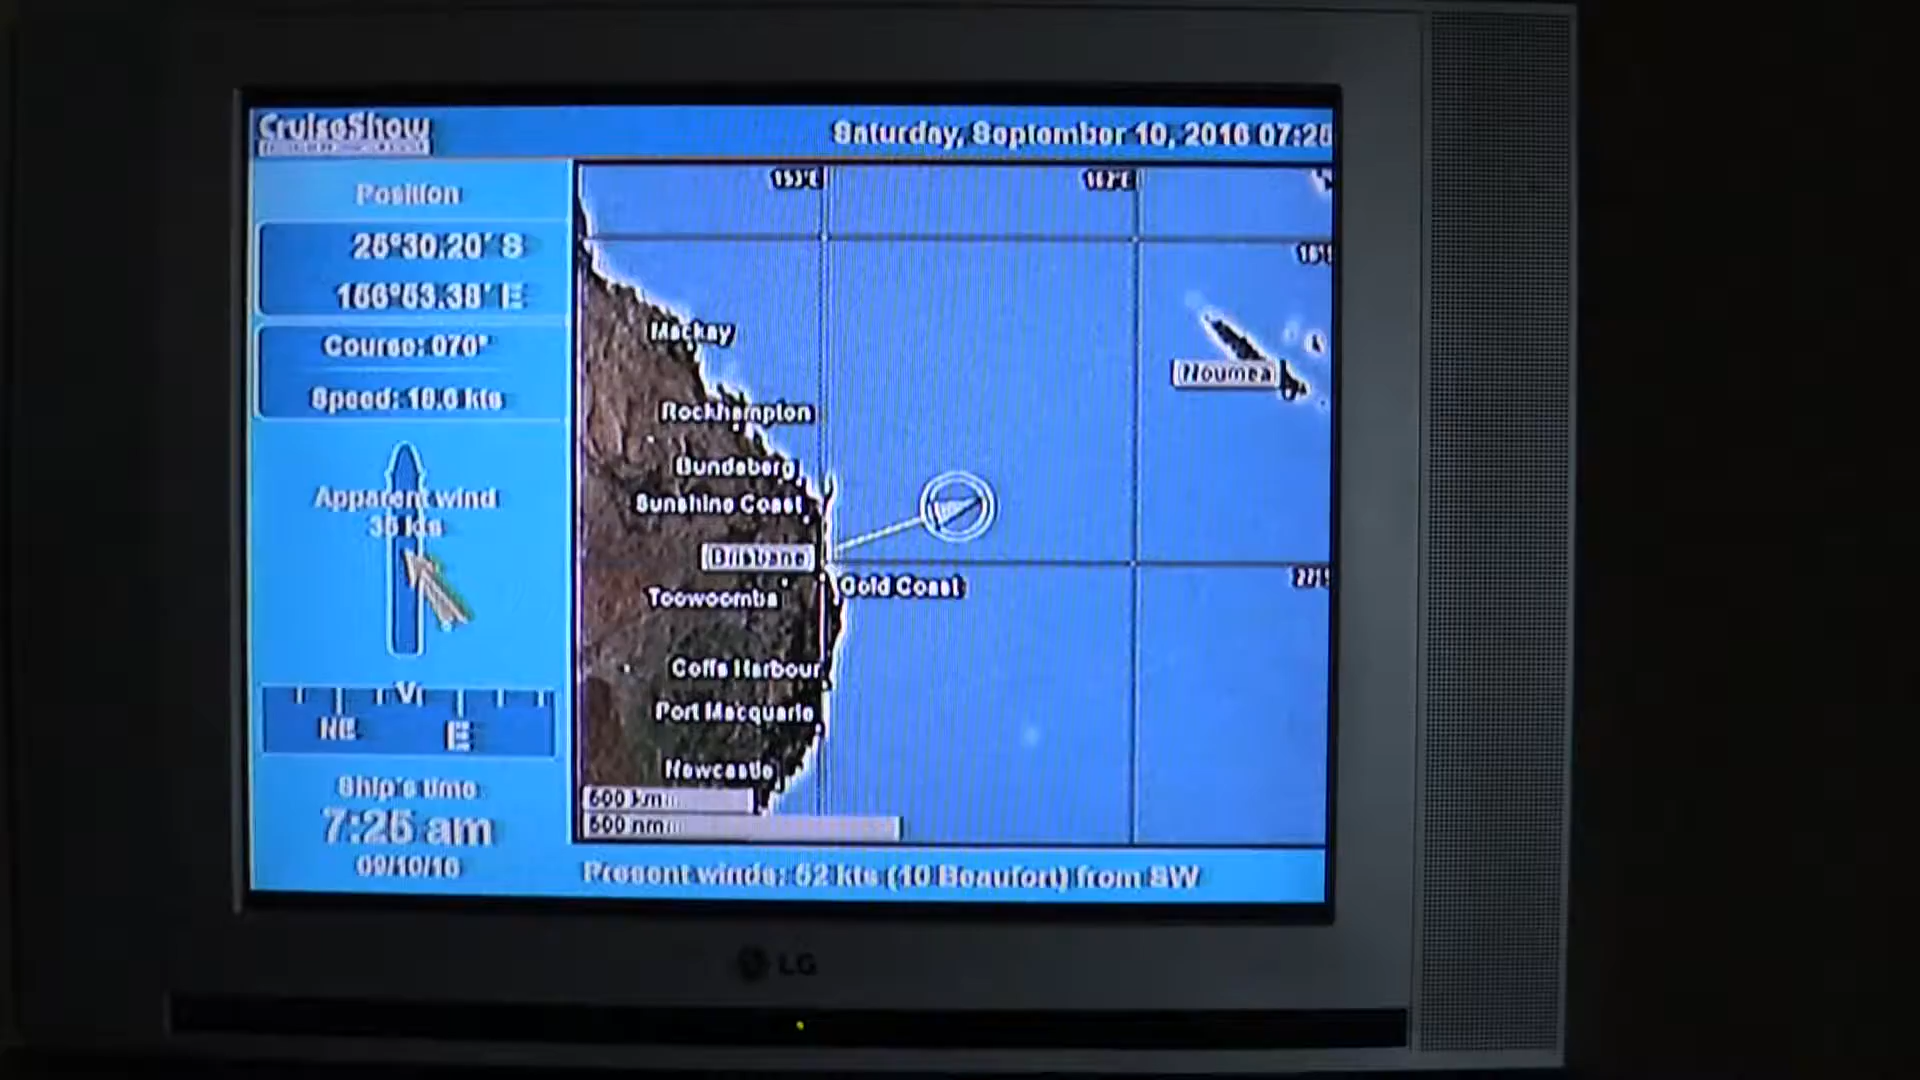 CruiseShow
Saturday, September 10, 2016 07:25
Position
25°30.20' S
156°53.38' E
Course: 070°
Speed: 18.6 kts
Apparent wind
35 kts
NE
E
Ship's time
7:25 am
09/10/16
153°E
162°E
18°S
Mackay
Noumea
Rockhampton
Bundaberg
Sunshine Coast
Brisbane
27°S
Gold Coast
Toowoomba
Coffs Harbour
Port Macquarie
Newcastle
600 km
600 nm
Present winds: 52 kts (10 Beaufort) from SW
LG